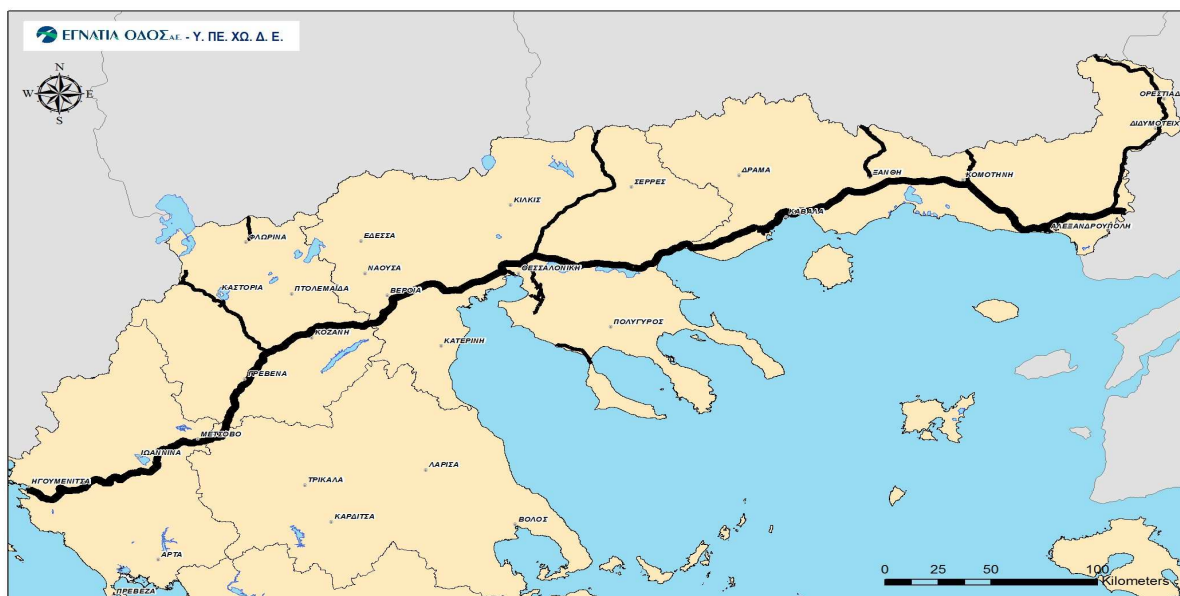 ΕΓΝΑΤΙΑ ΟΔΟΣ Α.Ε. - Υ. ΠΕ. ΧΩ. Δ. Ε.
N
W E
S
ΟΡΕΣΤΙΑΔ
ΔΙΔΥΜΟΤΕΙΧ
ΔΡΑΜΑ
ΞΑΝΘΗ
ΚΟΜΟΤΗΝΗ
ΣΕΡΡΕΣ
ΚΙΛΚΙΣ
ΚΑΒΑΛΑ
ΑΛΕΞΑΝΔΡΟΥΠΟΛΗ
ΦΛΩΡΙΝΑ
ΕΔΕΣΣΑ
ΝΑΟΥΣΑ
ΘΕΣΣΑΛΟΝΙΚΗ
ΚΑΣΤΟΡΙΑ
ΠΤΟΛΕΜΑΪΔΑ
ΒΕΡΟΙΑ
ΠΟΛΥΓΥΡΟΣ
ΚΟΖΑΝΗ
ΚΑΤΕΡΙΝΗ
ΓΡΕΒΕΝΑ
ΜΕΤΣΟΒΟ
ΙΩΑΝΝΙΝΑ
ΛΑΡΙΣΑ
ΗΓΟΥΜΕΝΙΤΣΑ
ΤΡΙΚΑΛΑ
ΚΑΡΔΙΤΣΑ
ΒΟΛΟΣ
ΑΡΤΑ
ΠΡΕΒΕΖΑ
0 25 50 100
Kilometers